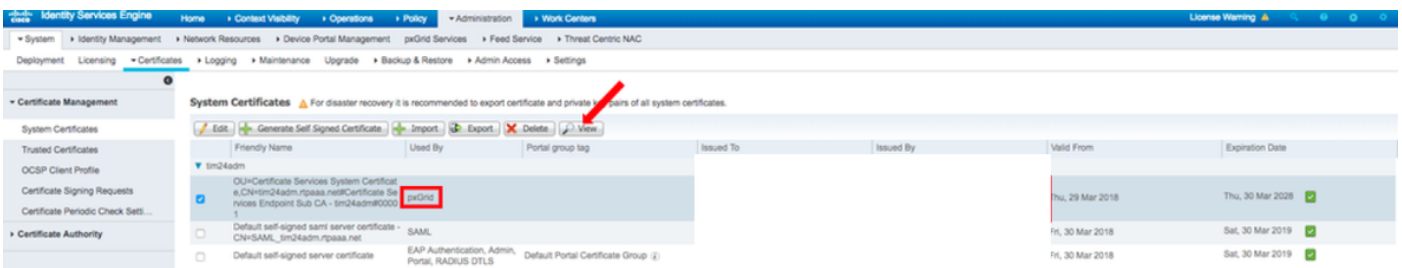 cisco Identity Services Engine Home Context Visibility Operations Policy Administration Work Centers License Warning
System Identity Management Network Resources Device Portal Management pxGrid Services Feed Service Threat Centric NAC
Deployment Licensing Certificates Logging Maintenance Upgrade Backup & Restore Admin Access Settings
Certificate Management
System Certificates
Trusted Certificates
OCSP Client Profile
Certificate Signing Requests
Certificate Periodic Check Setti...
Certificate Authority
System Certificates For disaster recovery it is recommended to export certificate and private key pairs of all system certificates.
Edit Generate Self Signed Certificate Import Export Delete View
Friendly Name Used By Portal group tag Issued To Issued By Valid From Expiration Date
tim24adm
OU=Certificate Services System Certificat
e,CN=tim24adm.rtpaaa.net#Certificate Se
rvices Endpoint Sub CA - tim24adm#0000
1
pxGrid
Thu, 29 Mar 2018 Thu, 30 Mar 2028
Default self-signed saml server certificate -
CN=SAML_tim24adm.rtpaaa.net
SAML
Fri, 30 Mar 2018 Sat, 30 Mar 2019
Default self-signed server certificate
EAP Authentication, Admin,
Portal, RADIUS DTLS
Default Portal Certificate Group
Fri, 30 Mar 2018 Sat, 30 Mar 2019